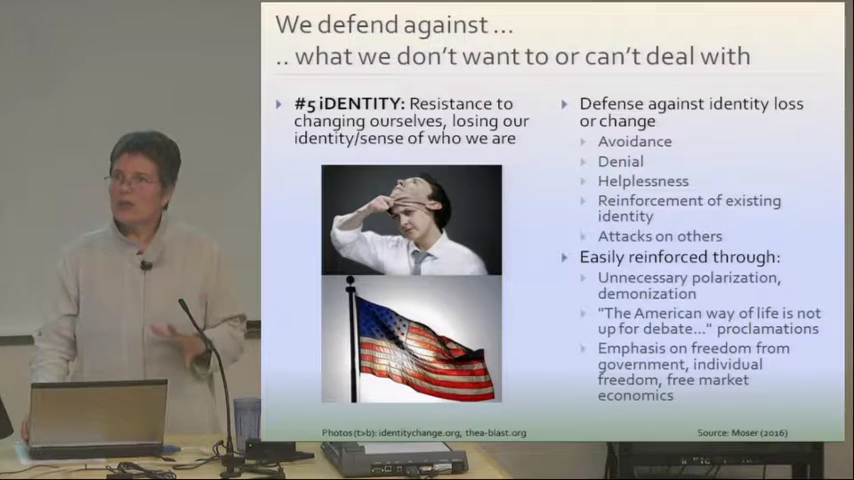 We defend against ...
.. what we don't want to or can't deal with
#5 iDENTITY: Resistance to
changing ourselves, losing our
identity/sense of who we are
Photos (t>b): identitychange.org, thea-blast.org
Defense against identity loss
or change
Avoidance
Denial
Helplessness
Reinforcement of existing
identity
Attacks on others
Easily reinforced through:
Unnecessary polarization,
demonization
"The American way of life is not
up for debate..." proclamations
Emphasis on freedom from
government, individual
freedom, free market
economics
Source: Moser (2016)